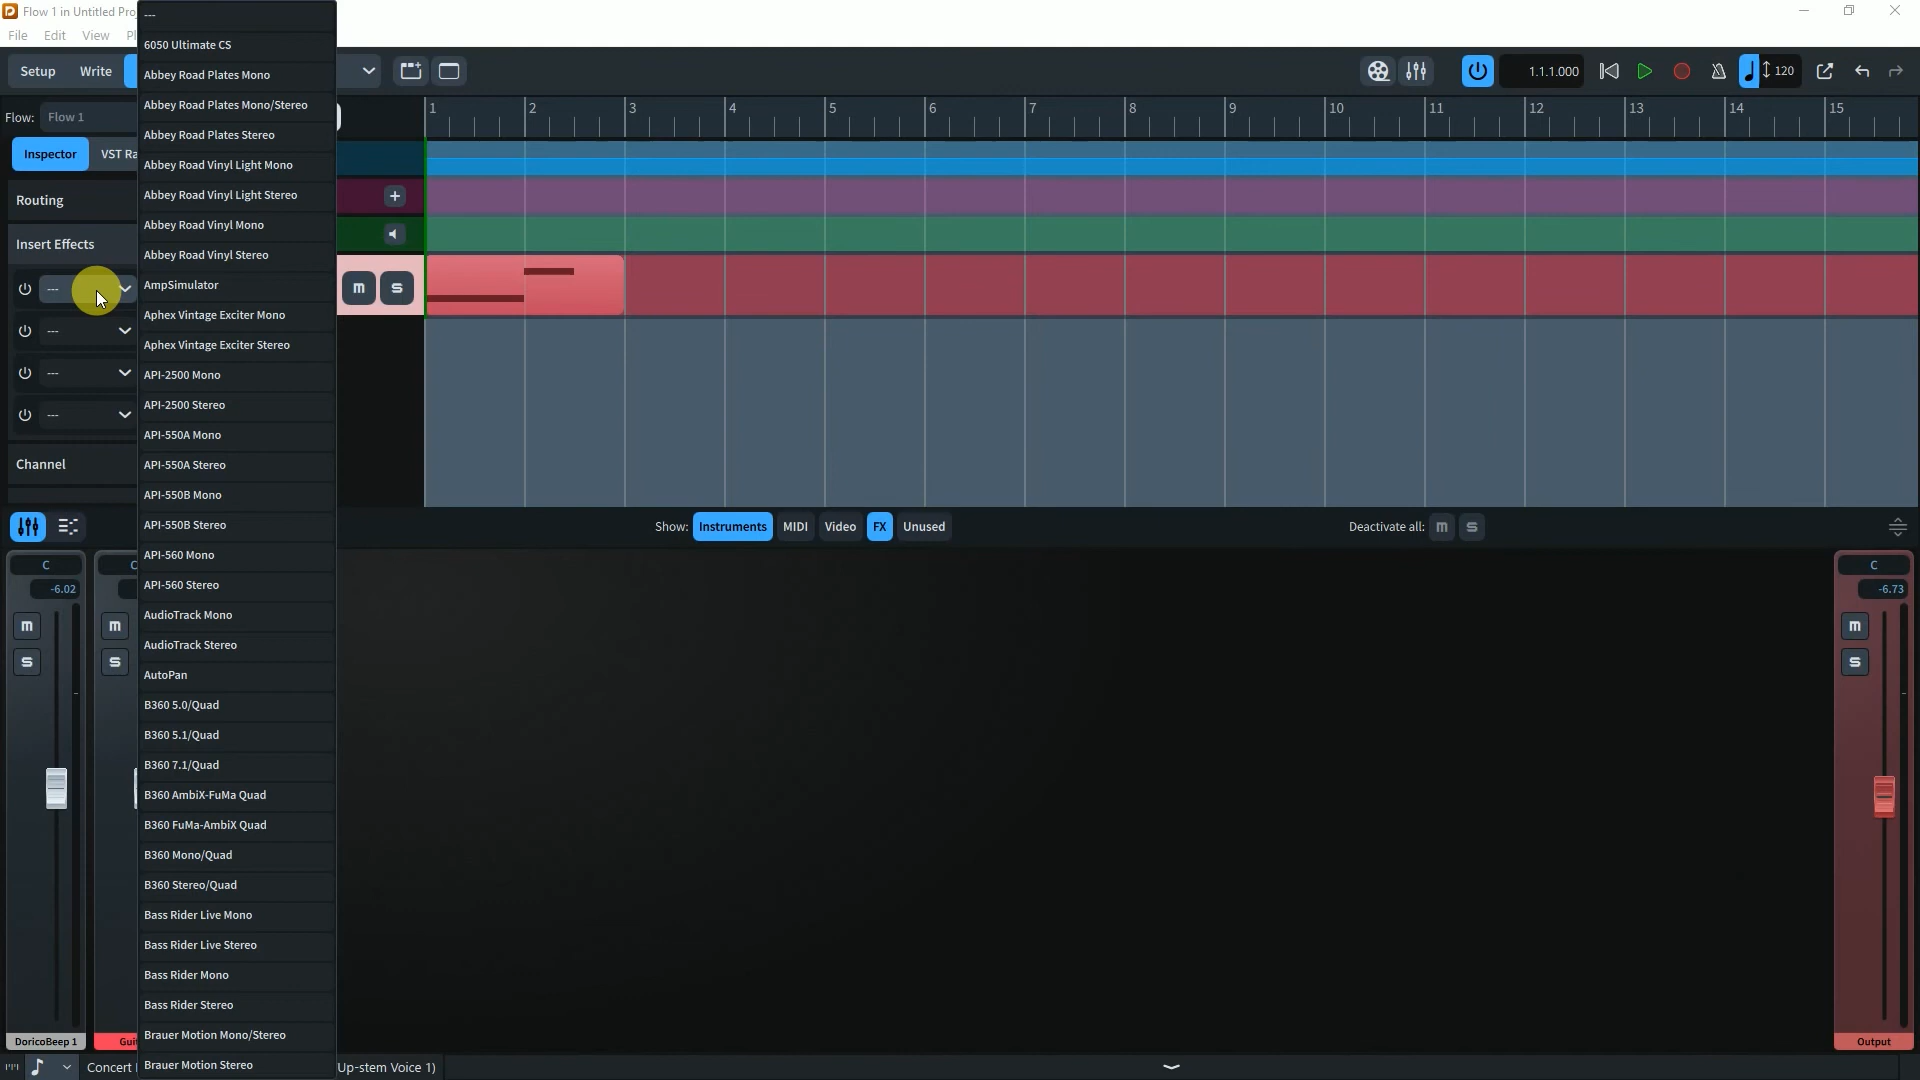 Flow 1 in Untitled Pro
File Edit View Pl
Setup Write
1.1.1.000
120
Flow: Flow 1
Inspector VST Ra
Routing
Insert Effects
---
---
---
---
Channel
---
6050 Ultimate CS
Abbey Road Plates Mono
Abbey Road Plates Mono/Stereo
Abbey Road Plates Stereo
Abbey Road Vinyl Light Mono
Abbey Road Vinyl Light Stereo
Abbey Road Vinyl Mono
Abbey Road Vinyl Stereo
AmpSimulator
Aphex Vintage Exciter Mono
Aphex Vintage Exciter Stereo
API-2500 Mono
API-2500 Stereo
API-550A Mono
API-550A Stereo
API-550B Mono
API-550B Stereo
API-560 Mono
API-560 Stereo
AudioTrack Mono
AudioTrack Stereo
AutoPan
B360 5.0/Quad
B360 5.1/Quad
B360 7.1/Quad
B360 AmbiX-FuMa Quad
B360 FuMa-AmbiX Quad
B360 Mono/Quad
B360 Stereo/Quad
Bass Rider Live Mono
Bass Rider Live Stereo
Bass Rider Mono
Bass Rider Stereo
Brauer Motion Mono/Stereo
Brauer Motion Stereo
1 2 3 4 5 6 7 8 9 10 11 12 13 14 15
m s
Show: Instruments MIDI Video FX Unused
Deactivate all: m s
C
-6.02
m
s
DoricoBeep 1
C
m
s
Guit
C
-6.73
m
s
Output
Concert
Up-stem Voice 1)